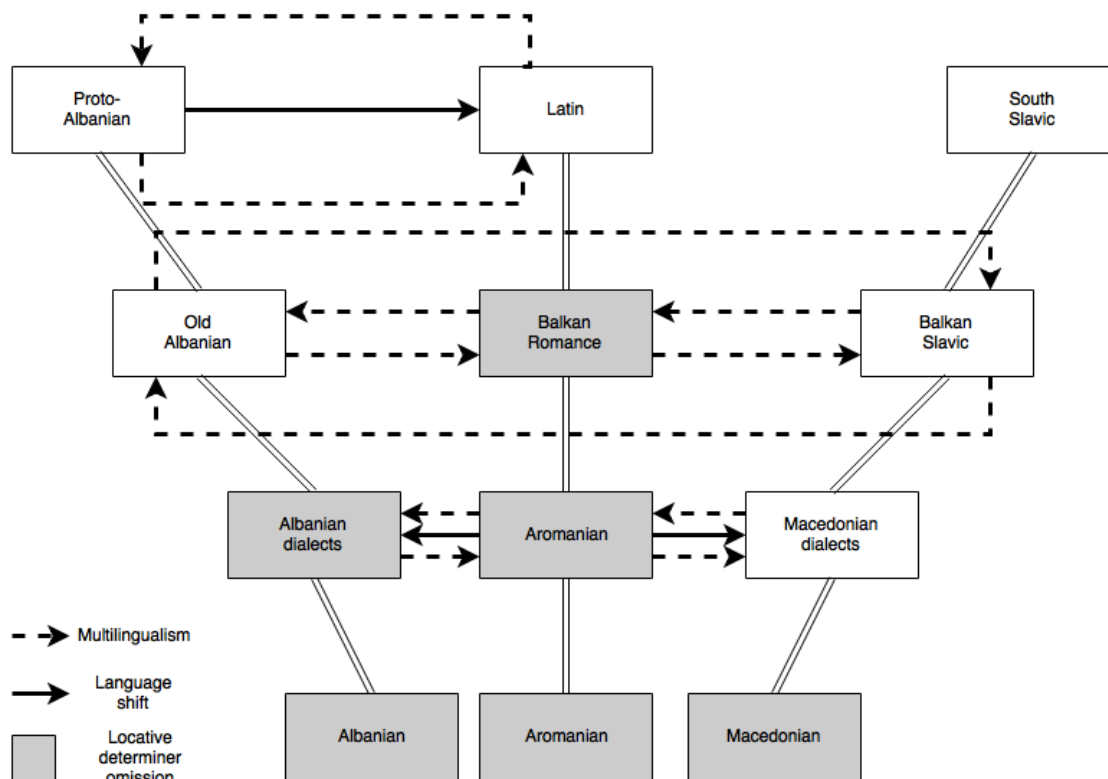 Proto-
Albanian
Latin
South
Slavic
Old
Albanian
Balkan
Romance
Balkan
Slavic
Albanian
dialects
Aromanian
Macedonian
dialects
Multilingualism
Language
shift
Albanian
Aromanian
Macedonian
Locative
determiner
omission